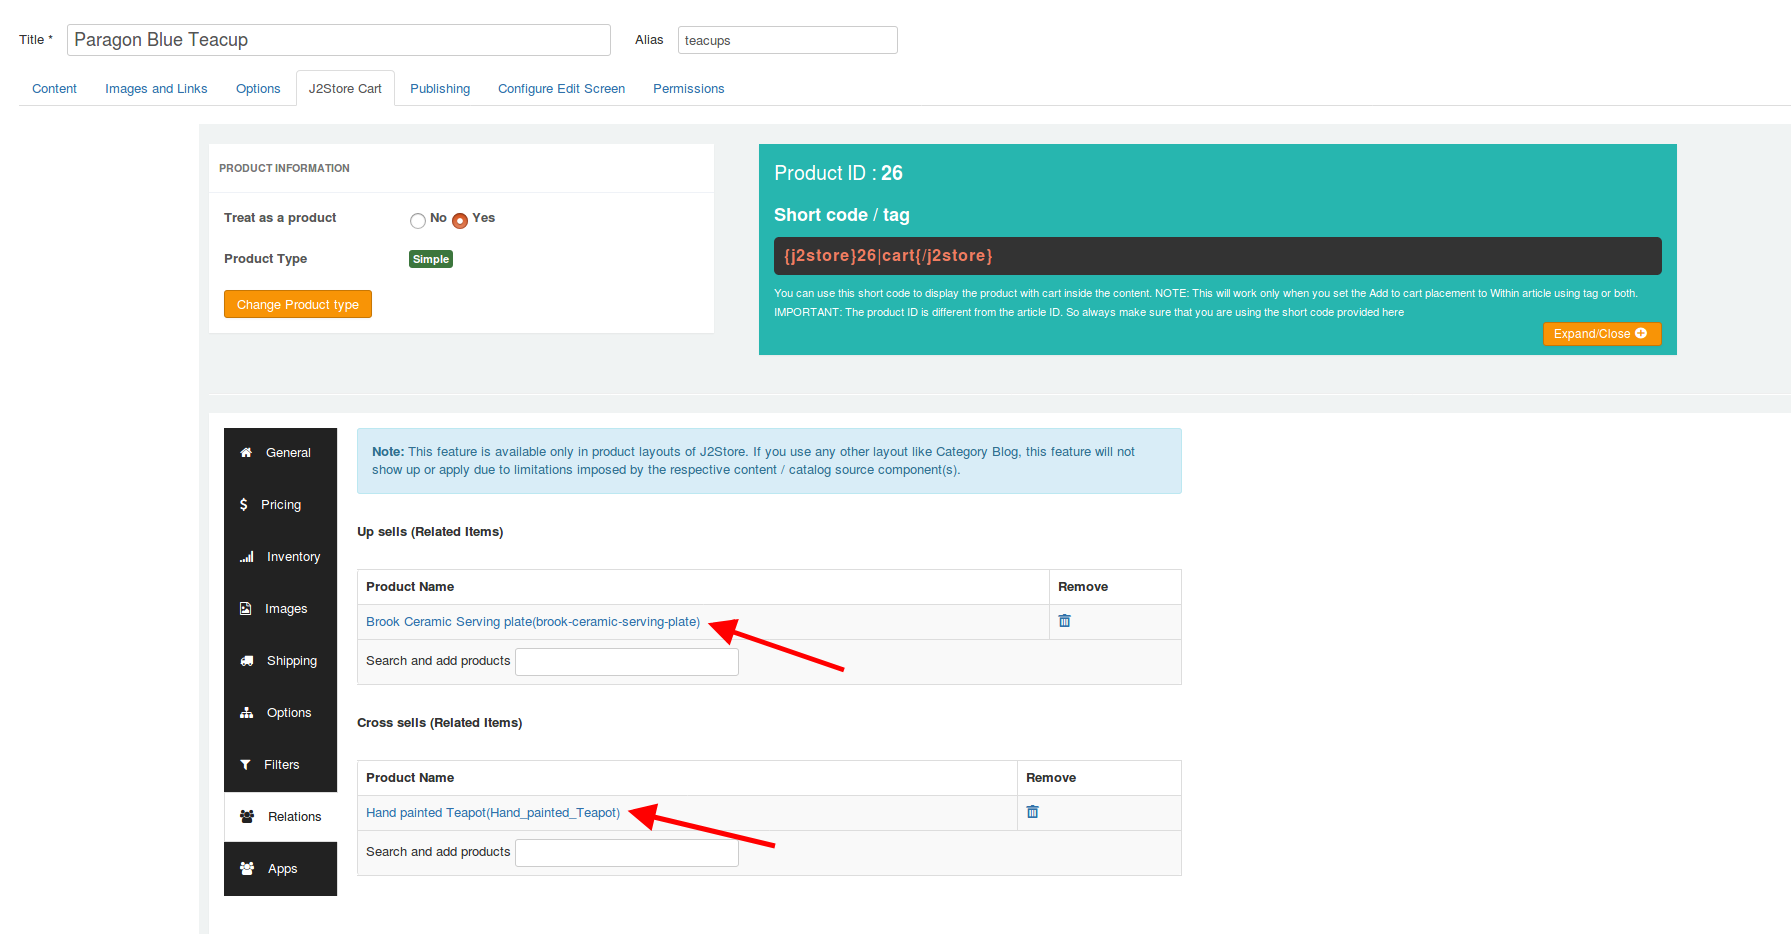 Title * Paragon Blue Teacup Alias teacups
Content Images and Links Options J2Store Cart Publishing Configure Edit Screen Permissions
PRODUCT INFORMATION
Treat as a product No Yes
Product Type Simple
Change Product type
Product ID : 26
Short code / tag
{j2store}26|cart{/j2store}
You can use this short code to display the product with cart inside the content. NOTE: This will work only when you set the Add to cart placement to Within article using tag or both.
IMPORTANT: The product ID is different from the article ID. So always make sure that you are using the short code provided here
Expand/Close
General
Pricing
Inventory
Images
Shipping
Options
Filters
Relations
Apps
Note: This feature is available only in product layouts of J2Store. If you use any other layout like Category Blog, this feature will not
show up or apply due to limitations imposed by the respective content / catalog source component(s).
Up sells (Related Items)
Product Name Remove
Brook Ceramic Serving plate(brook-ceramic-serving-plate)
Search and add products
Cross sells (Related Items)
Product Name Remove
Hand painted Teapot(Hand_painted_Teapot)
Search and add products